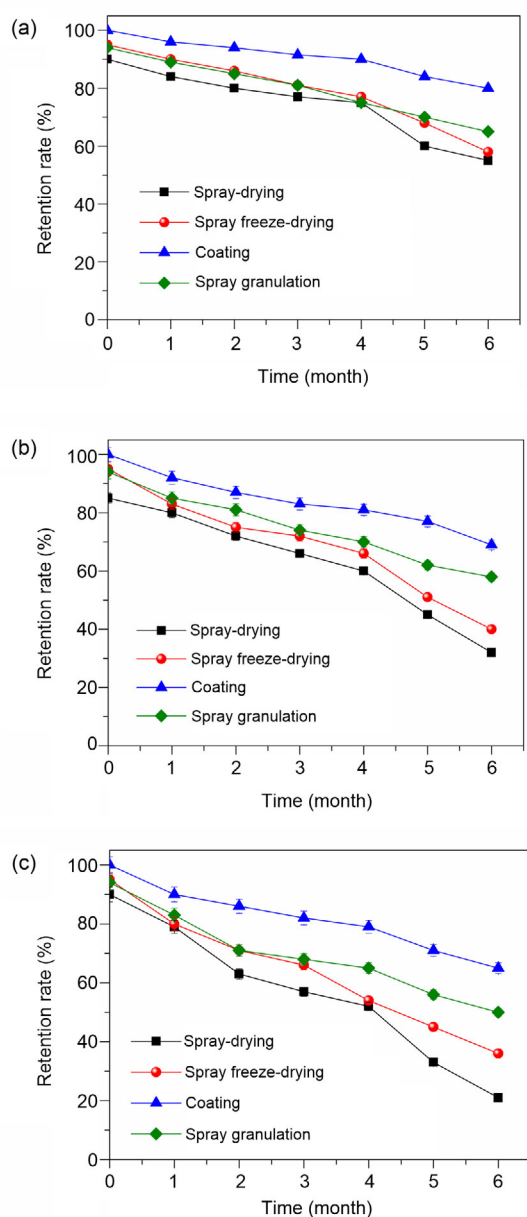 (a)
100
80
60
40
20
0
Retention rate (%)
Spray-drying
Spray freeze-drying
Coating
Spray granulation
0 1 2 3 4 5 6
Time (month)
(b)
100
80
60
40
20
0
Retention rate (%)
Spray-drying
Spray freeze-drying
Coating
Spray granulation
0 1 2 3 4 5 6
Time (month)
(c)
100
80
60
40
20
0
Retention rate (%)
Spray-drying
Spray freeze-drying
Coating
Spray granulation
0 1 2 3 4 5 6
Time (month)